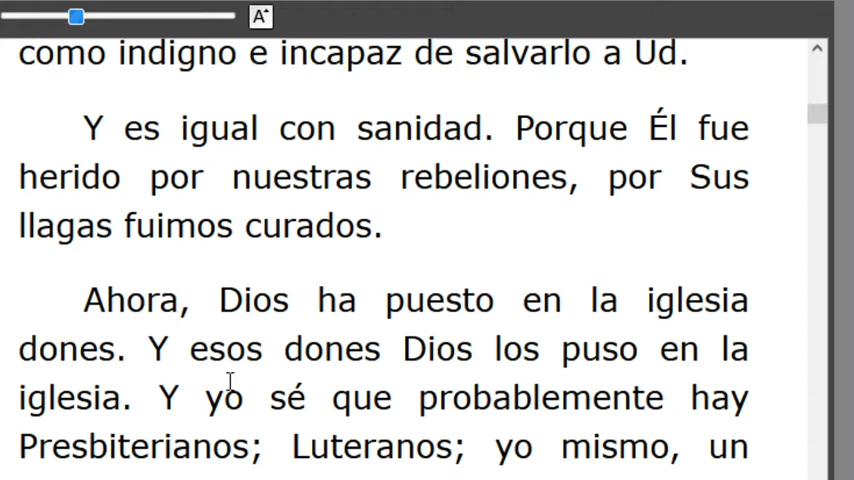 A
como indigno e incapaz de salvarlo a Ud.
Y es igual con sanidad. Porque Él fue
herido por nuestras rebeliones, por Sus
llagas fuimos curados.
Ahora, Dios ha puesto en la iglesia
dones. Y esos dones Dios los puso en la
iglesia. Y yo sé que probablemente hay
Presbiterianos; Luteranos; yo mismo, un